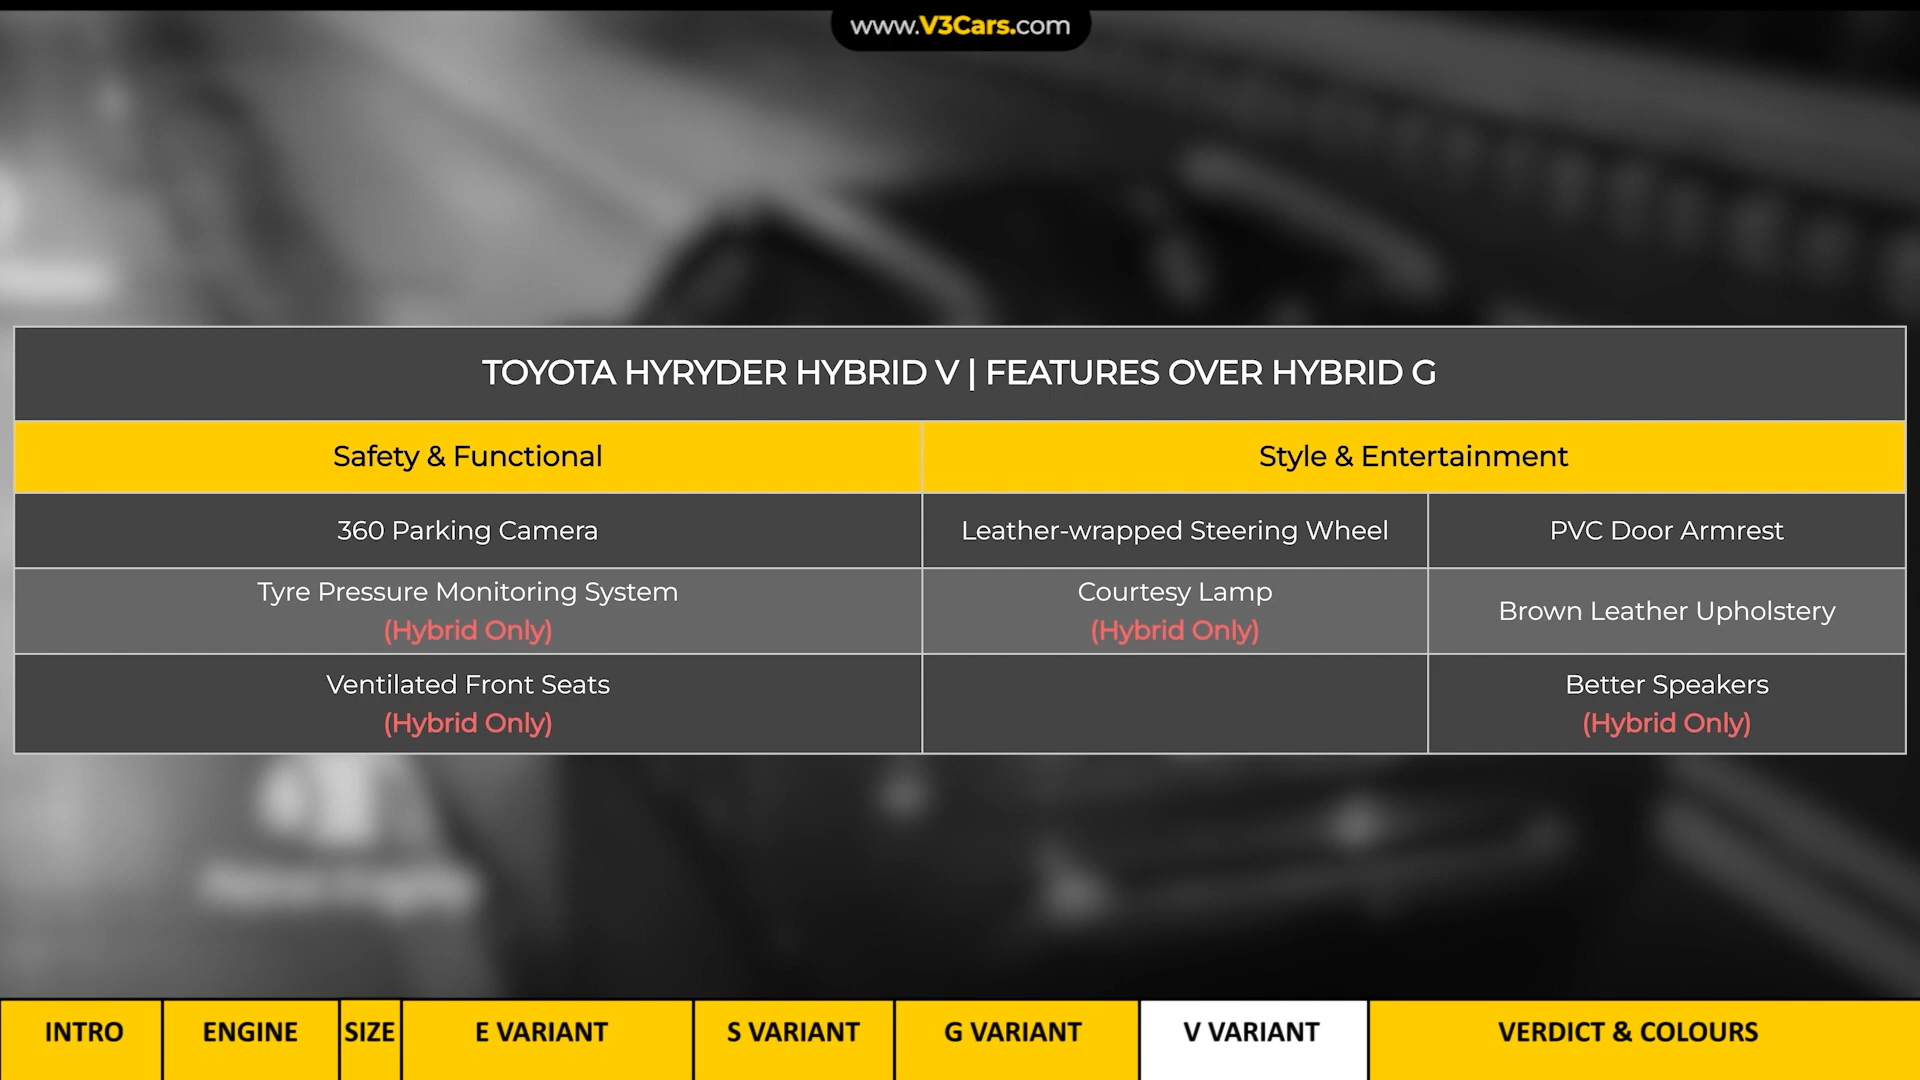 www.V3Cars.com
TOYOTA HYRYDER HYBRID V | FEATURES OVER HYBRID G
Safety & Functional
Style & Entertainment
360 Parking Camera
Leather-wrapped Steering Wheel
PVC Door Armrest
Tyre Pressure Monitoring System
(Hybrid Only)
Courtesy Lamp
(Hybrid Only)
Brown Leather Upholstery
Ventilated Front Seats
(Hybrid Only)
Better Speakers
(Hybrid Only)
INTRO
ENGINE
SIZE
E VARIANT
S VARIANT
G VARIANT
V VARIANT
VERDICT & COLOURS